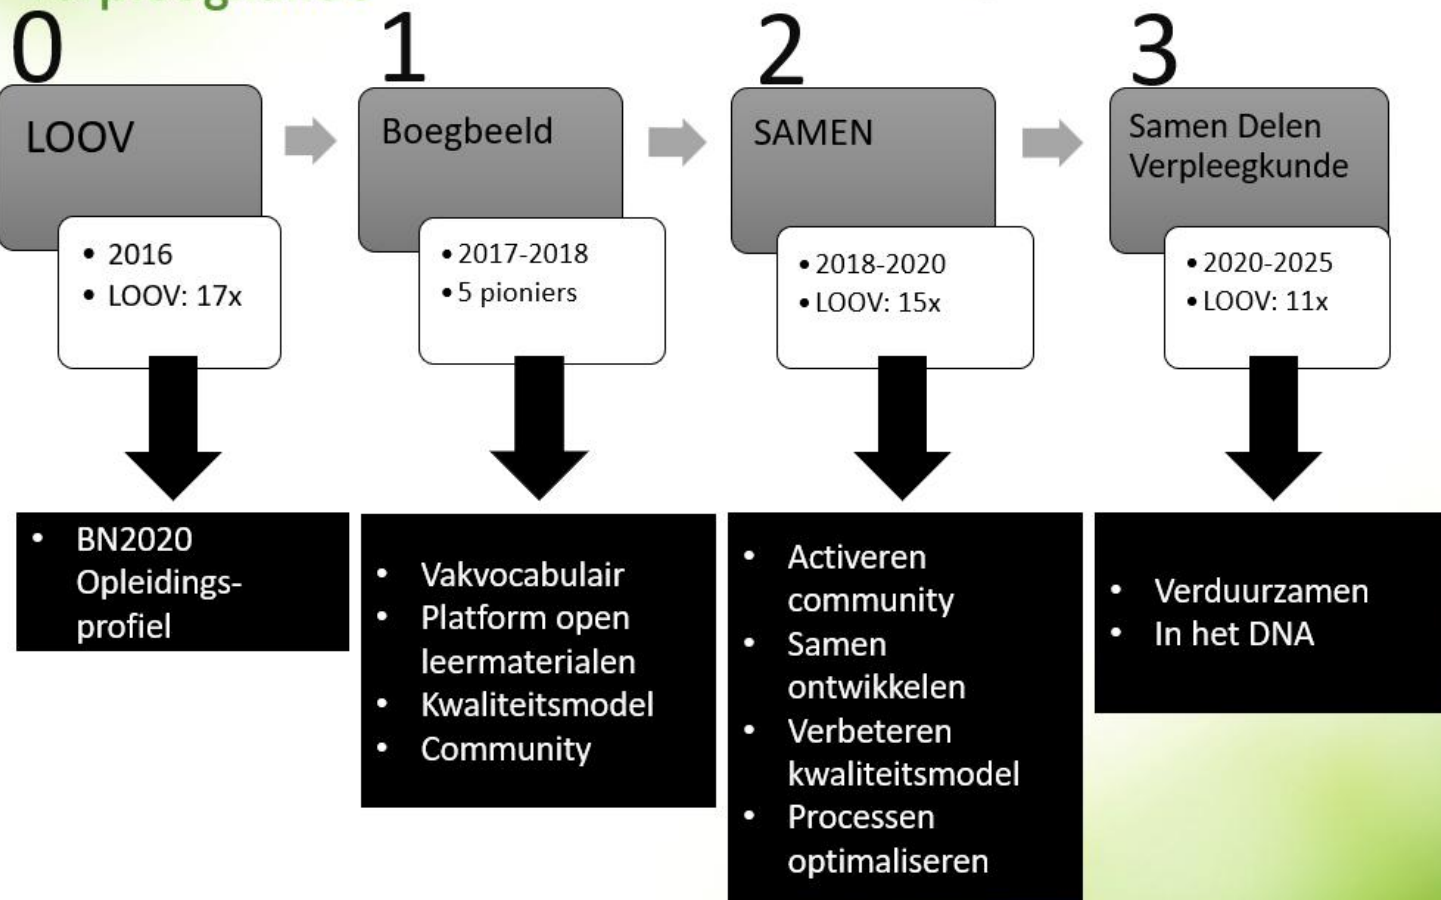 0
LOOV
• 2016
• LOOV: 17x
• BN2020
Opleidings-
profiel
1
Boegbeeld
• 2017-2018
• 5 pioniers
• Vakvocabulair
• Platform open
leermaterialen
• Kwaliteitsmodel
• Community
2
SAMEN
• 2018-2020
• LOOV: 15x
• Activeren
community
• Samen
ontwikkelen
• Verbeteren
kwaliteitsmodel
• Processen
optimaliseren
3
Samen Delen
Verpleegkunde
• 2020-2025
• LOOV: 11x
• Verduurzamen
• In het DNA